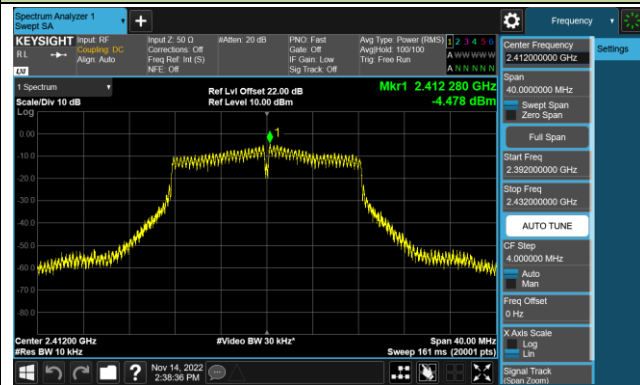 Spectrum Analyzer 1
Swept SA
Frequency
KEYSIGHT
Input: RF
Coupling: DC
Align: Auto
Input Z: 50 Ω
Corrections: Off
Freq Ref: Int (S)
NFE: Off
#Atten: 20 dB
PNO: Fast
Gate: Off
IF Gain: Low
Sig Track: Off
Avg Type: Power (RMS)
Avg|Hold: 100/100
Trig: Free Run
1 2 3 4 5 6
A W W W W W
A N N N N N
R L
LXI
Center Frequency
2.412000000 GHz
Settings
1 Spectrum
Scale/Div 10 dB
Ref Lvl Offset 22.00 dB
Ref Level 10.00 dBm
Mkr1 2.412 280 GHz
-4.478 dBm
Log
0.00
-10.0
-20.0
-30.0
-40.0
-50.0
-60.0
-70.0
-80.0
1
Span
40.0000000 MHz
Swept Span
Zero Span
Full Span
Start Freq
2.392000000 GHz
Stop Freq
2.432000000 GHz
AUTO TUNE
CF Step
4.000000 MHz
Auto
Man
Freq Offset
0 Hz
X Axis Scale
Log
Lin
Signal Track
(Span Zoom)
Center 2.41200 GHz
#Res BW 10 kHz
#Video BW 30 kHz*
Span 40.00 MHz
Sweep 161 ms (20001 pts)
Nov 14, 2022
2:38:36 PM